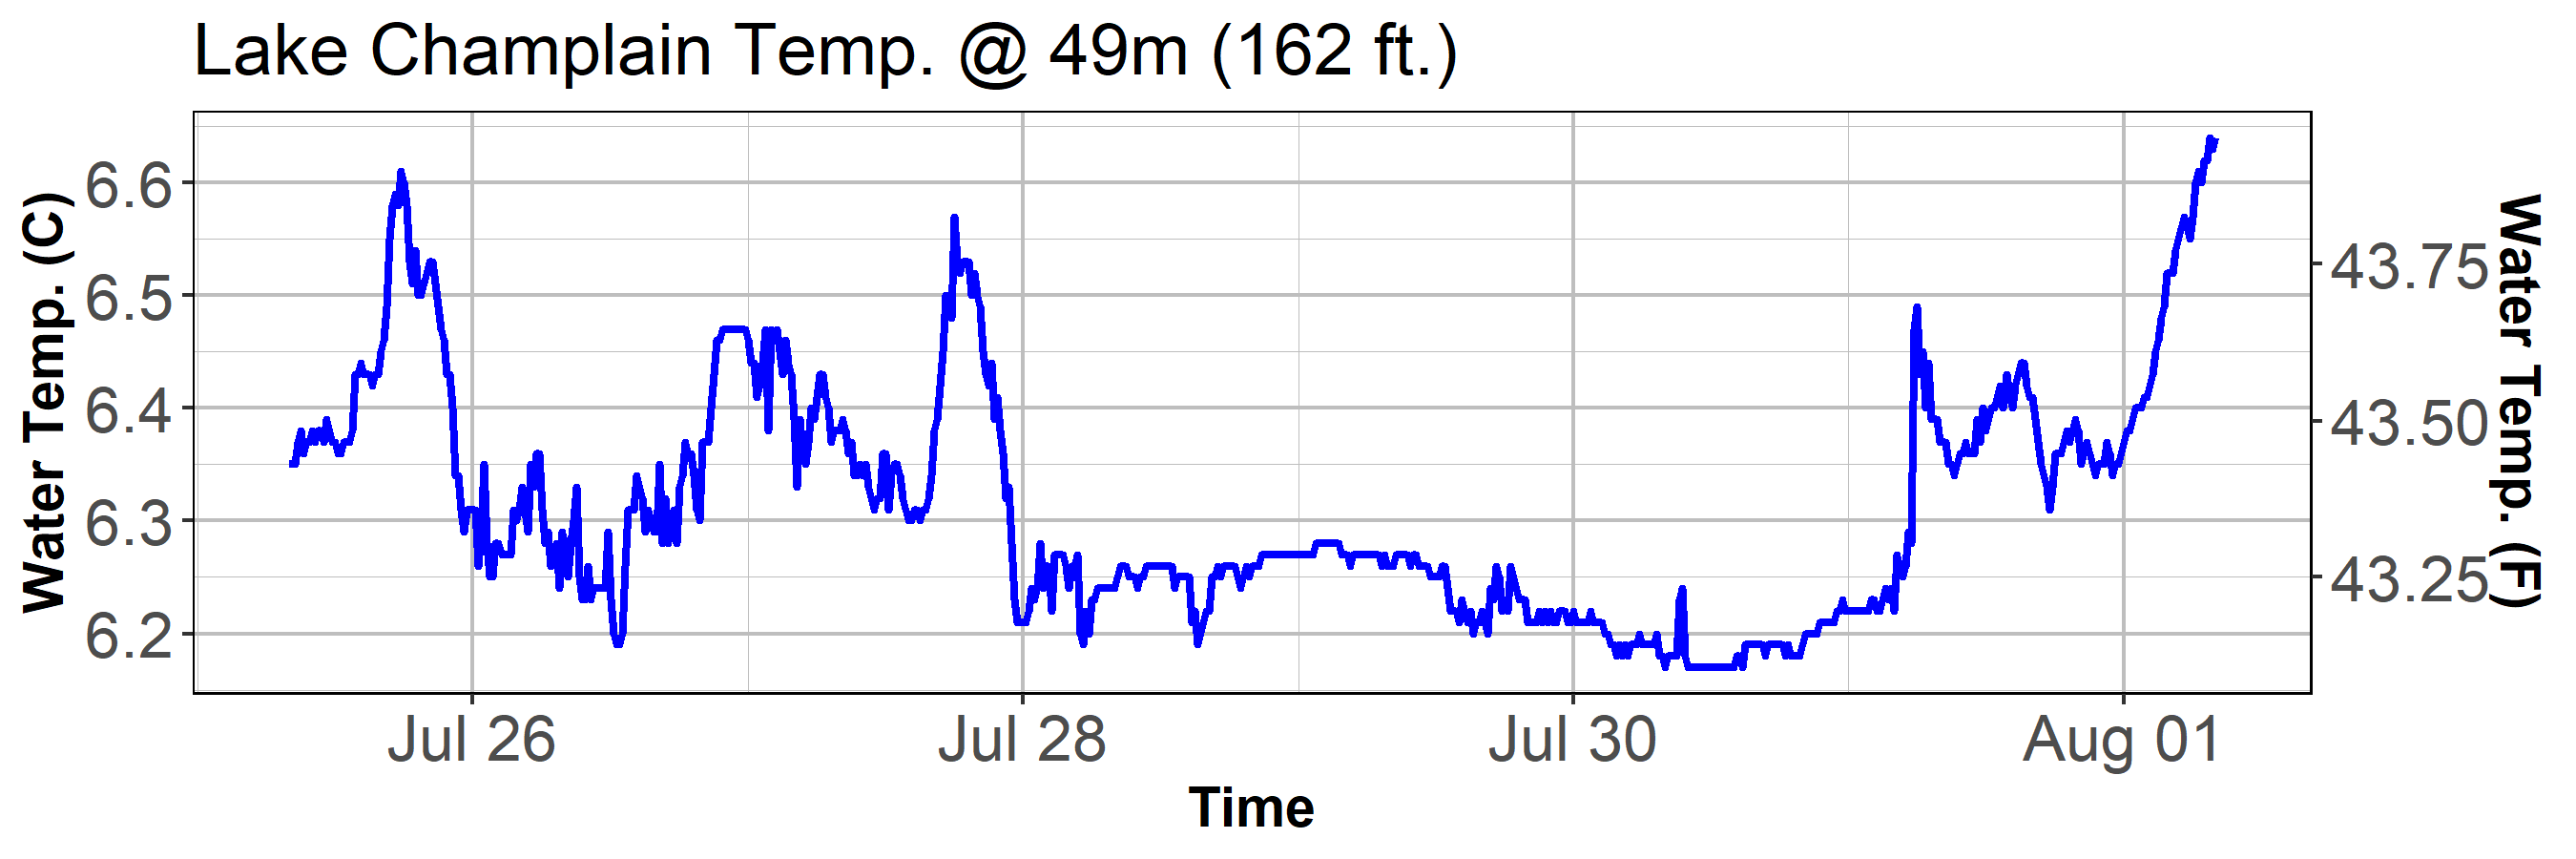 Lake Champlain Temp. @ 49m (162 ft.)
Water Temp. (C)
6.6
6.5
6.4
6.3
6.2
43.75
43.50
43.25
Water Temp. (F)
Jul 26
Jul 28
Jul 30
Aug 01
Time